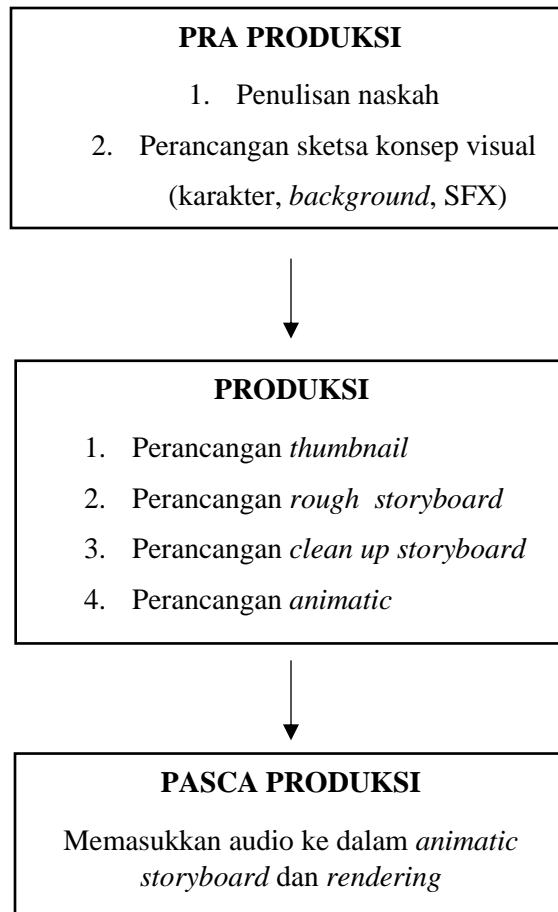 PRA PRODUKSI
1. Penulisan naskah
2. Perancangan sketsa konsep visual
(karakter, background, SFX)
PRODUKSI
1. Perancangan thumbnail
2. Perancangan rough storyboard
3. Perancangan clean up storyboard
4. Perancangan animatic
PASCA PRODUKSI
Memasukkan audio ke dalam animatic
storyboard dan rendering